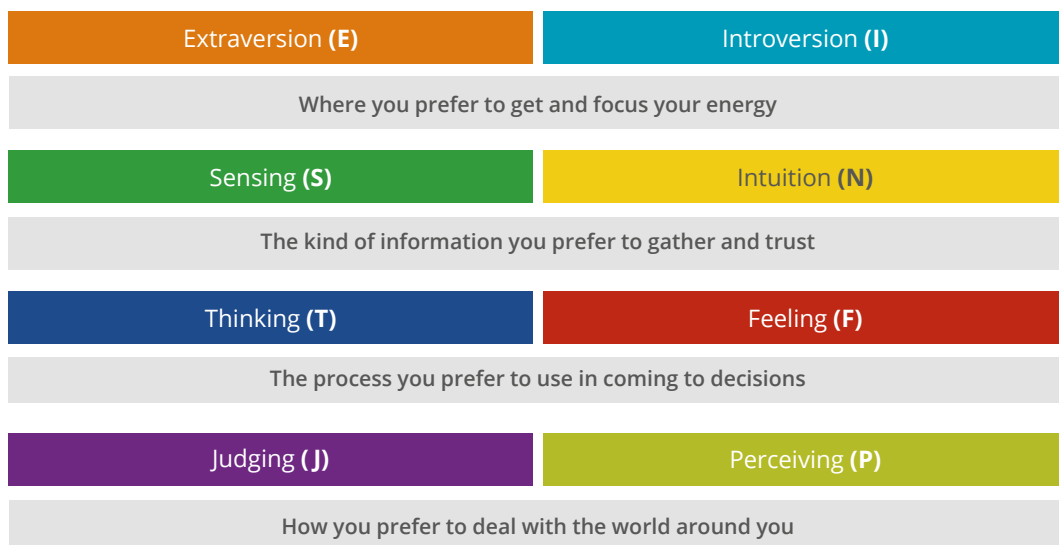 Extraversion (E) Introversion (I)
Where you prefer to get and focus your energy
Sensing (S) Intuition (N)
The kind of information you prefer to gather and trust
Thinking (T) Feeling (F)
The process you prefer to use in coming to decisions
Judging (J) Perceiving (P)
How you prefer to deal with the world around you